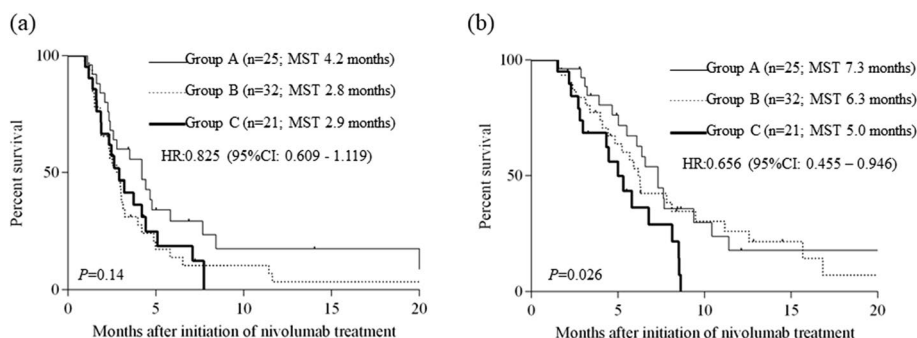 (a)
Percent survival
100
50
0
Group A (n=25; MST 4.2 months)
Group B (n=32; MST 2.8 months)
Group C (n=21; MST 2.9 months)
HR:0.825 (95%CI: 0.609 - 1.119)
P=0.14
0 5 10 15 20
Months after initiation of nivolumab treatment
(b)
Percent survival
100
50
0
Group A (n=25; MST 7.3 months)
Group B (n=32; MST 6.3 months)
Group C (n=21; MST 5.0 months)
HR:0.656 (95%CI: 0.455 – 0.946)
P=0.026
0 5 10 15 20
Months after initiation of nivolumab treatment